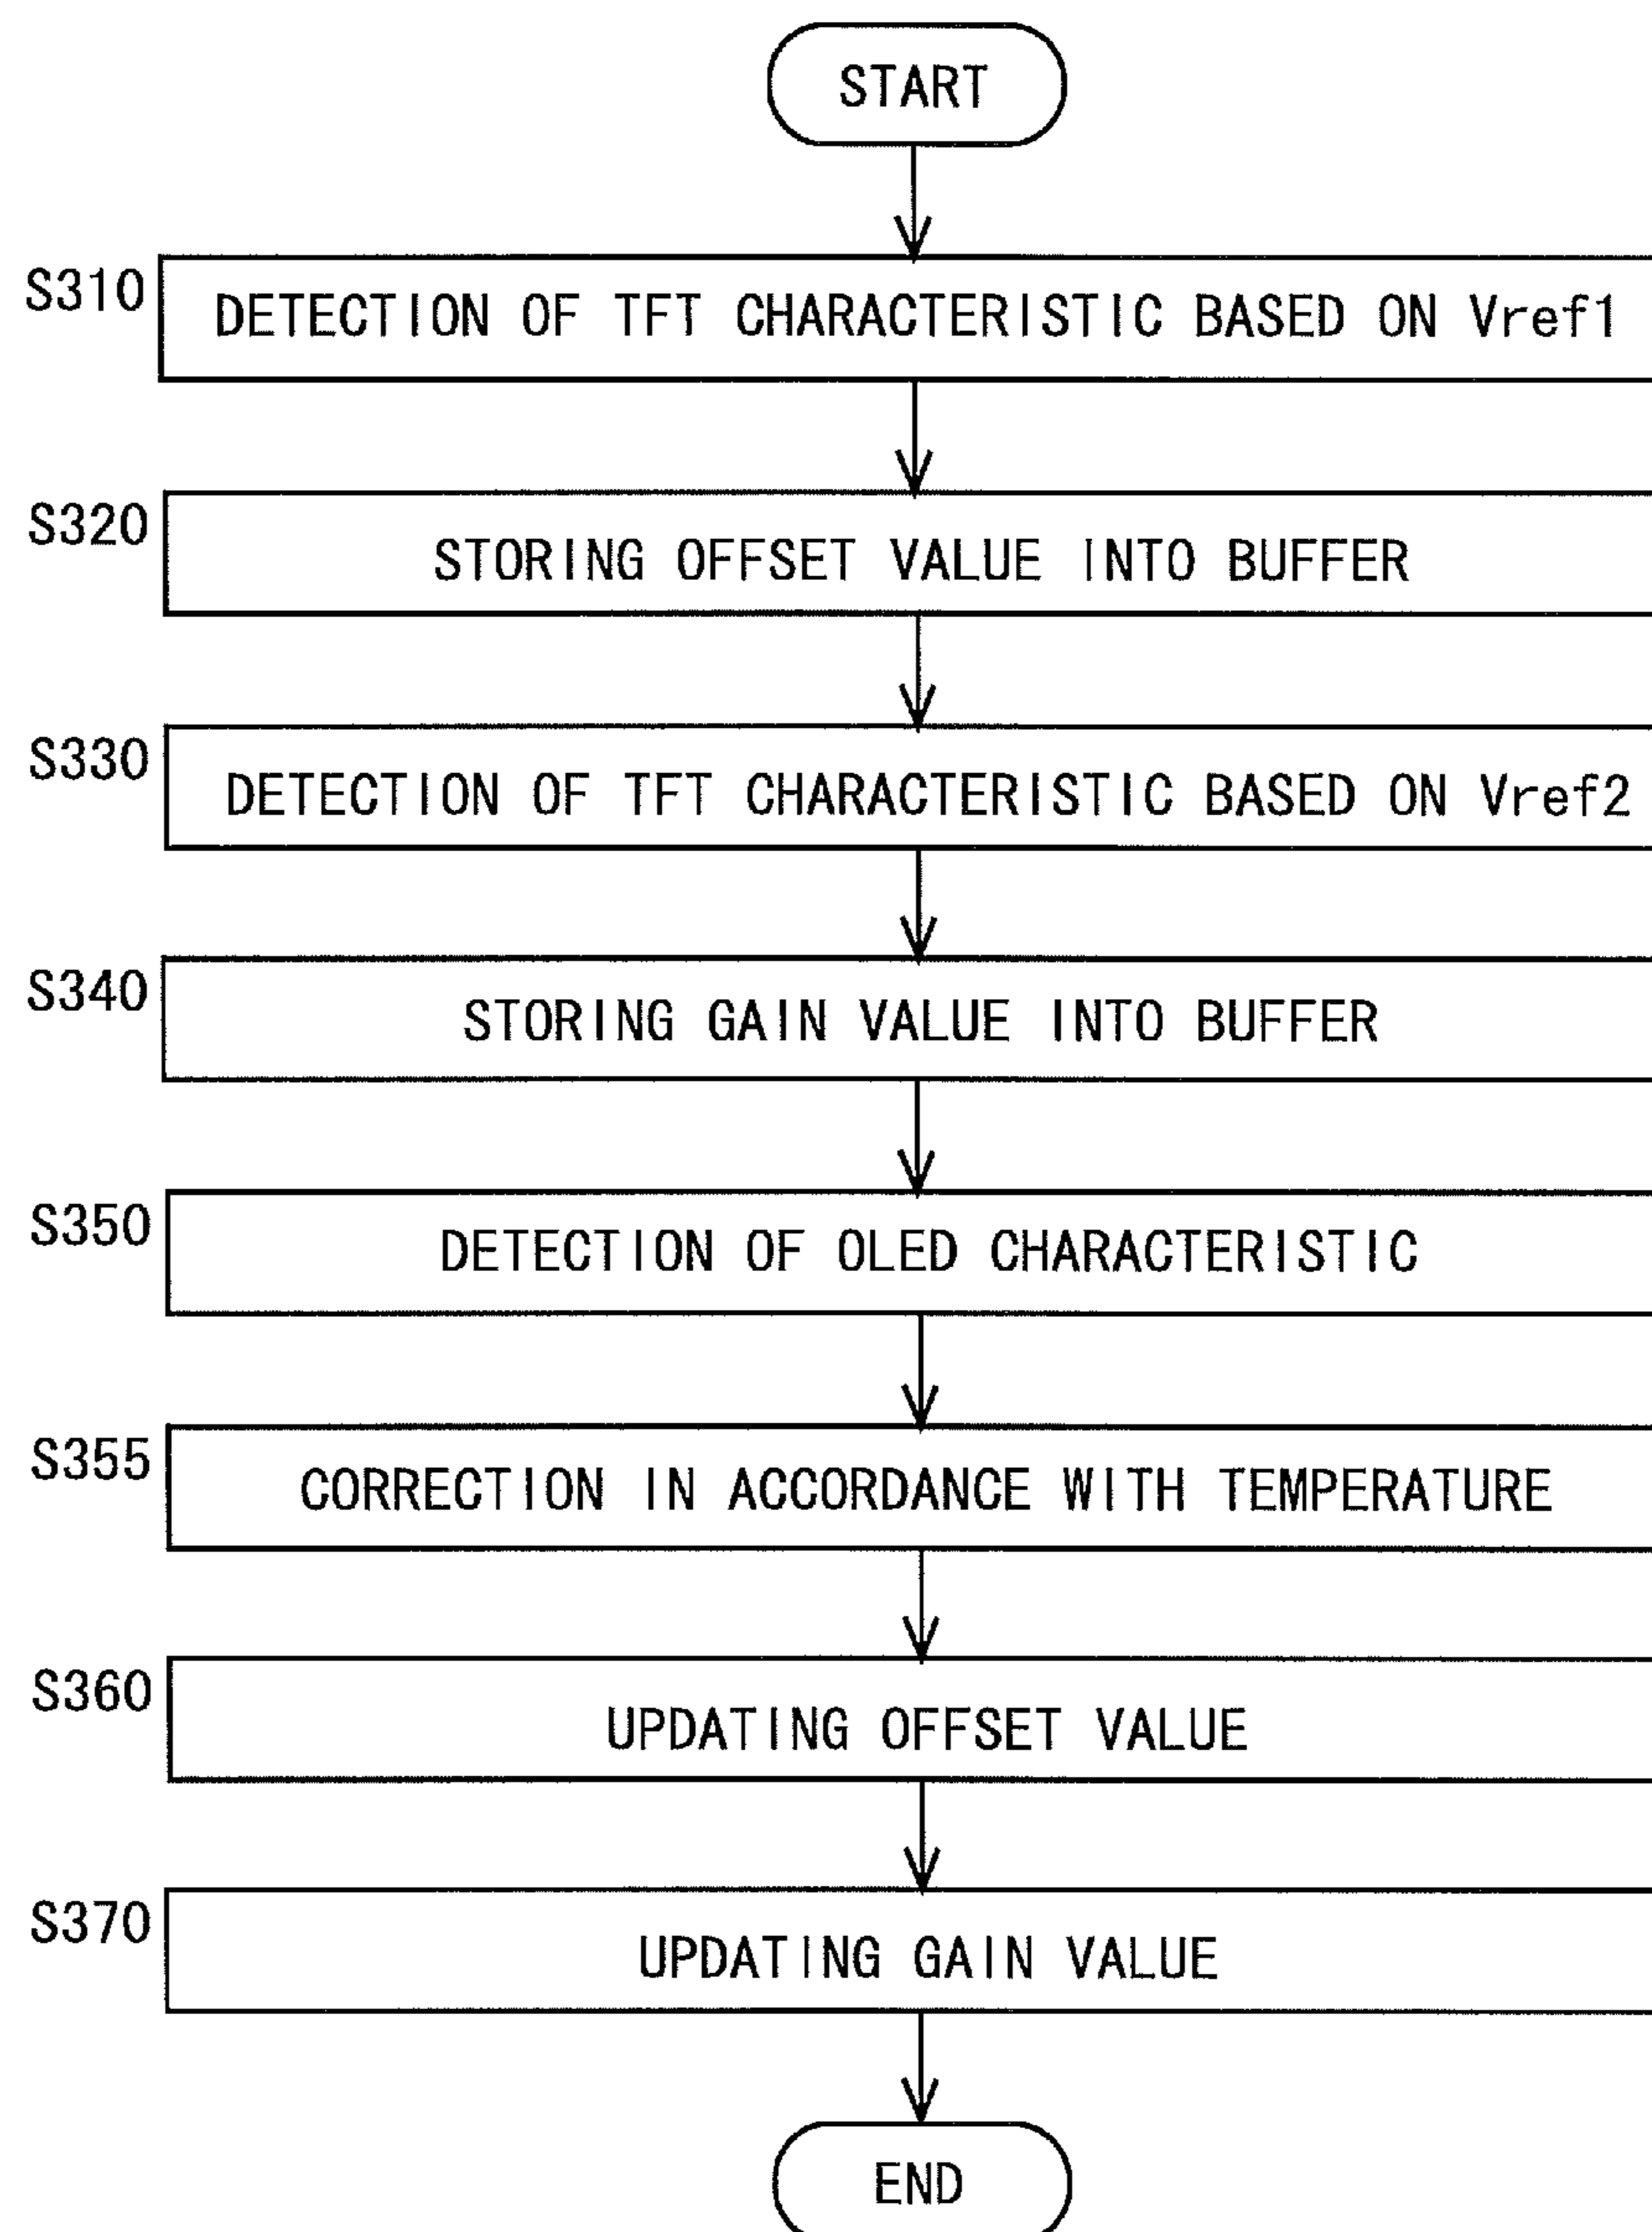 START
S310
DETECTION OF TFT CHARACTERISTIC BASED ON Vref1
S320
STORING OFFSET VALUE INTO BUFFER
S330
DETECTION OF TFT CHARACTERISTIC BASED ON Vref2
S340
STORING GAIN VALUE INTO BUFFER
S350
DETECTION OF OLED CHARACTERISTIC
S355
CORRECTION IN ACCORDANCE WITH TEMPERATURE
S360
UPDATING OFFSET VALUE
S370
UPDATING GAIN VALUE
END